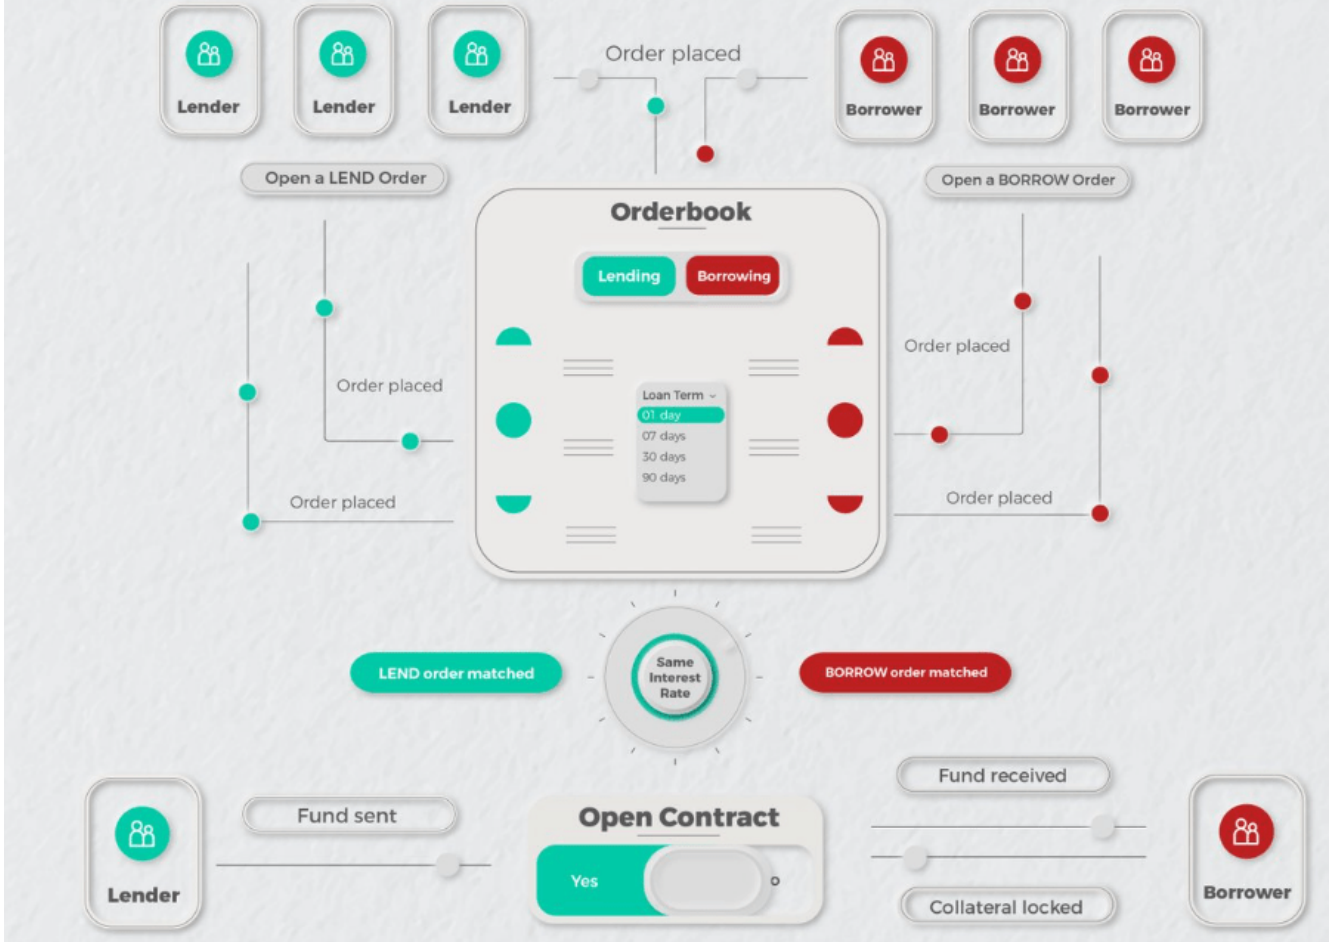 Order placed
Lender
Lender
Lender
Borrower
Borrower
Borrower
Open a LEND Order
Open a BORROW Order
Orderbook
Lending
Borrowing
Order placed
Order placed
Loan Term
01 day
07 days
30 days
90 days
Order placed
Order placed
LEND order matched
Same
Interest
Rate
BORROW order matched
Fund received
Fund sent
Open Contract
Yes
Lender
Borrower
Collateral locked